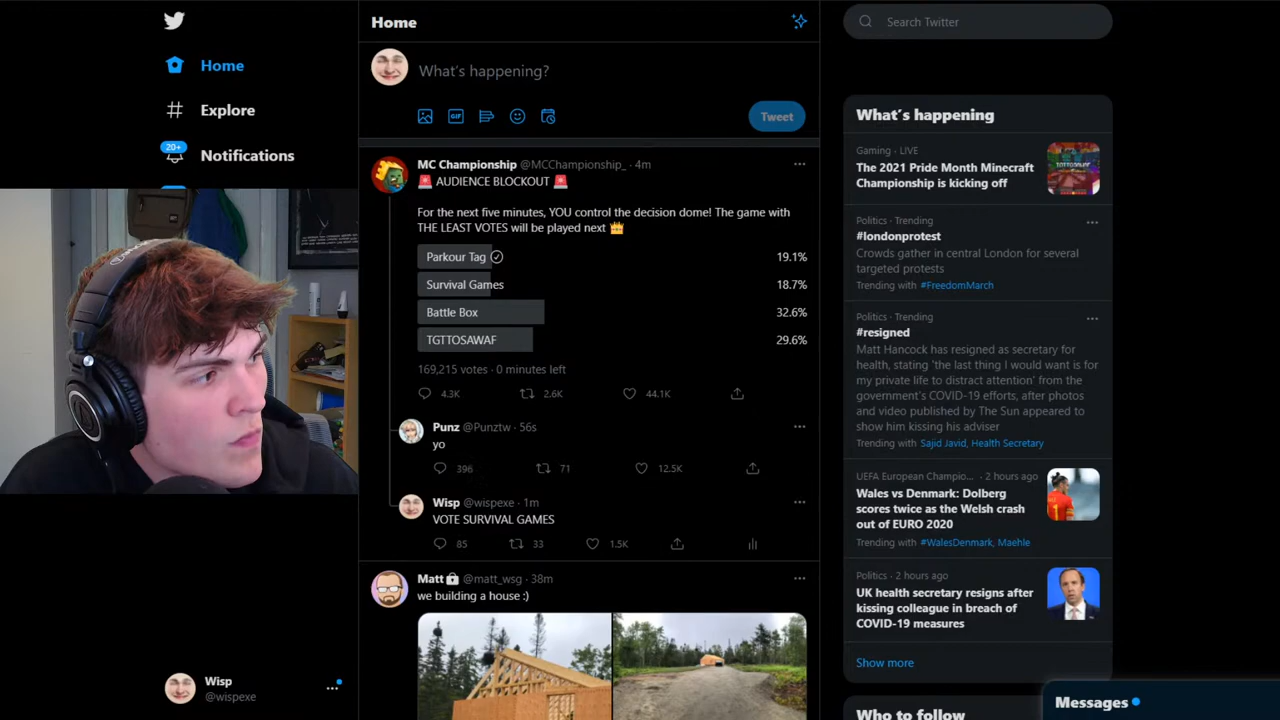 Home
Explore
20+
Notifications
Wisp
@wispexe
Home
What's happening?
GIF
Tweet
MC Championship @MCChampionship_ · 4m
🚨 AUDIENCE BLOCKOUT 🚨
For the next five minutes, YOU control the decision dome! The game with
THE LEAST VOTES will be played next 👑
Parkour Tag 19.1%
Survival Games 18.7%
Battle Box 32.6%
TGTTOSAWAF 29.6%
169,215 votes · 0 minutes left
4.3K 2.6K 44.1K
Punz @Punztw · 56s
yo
396 71 12.5K
Wisp @wispexe · 1m
VOTE SURVIVAL GAMES
85 33 1.5K
Matt @matt_wsg · 38m
we building a house :)
Search Twitter
What's happening
Gaming · LIVE
The 2021 Pride Month Minecraft
Championship is kicking off
Politics · Trending
#londonprotest
Crowds gather in central London for several
targeted protests
Trending with #FreedomMarch
Politics · Trending
#resigned
Matt Hancock has resigned as secretary for
health, stating 'the last thing I would want is for
my private life to distract attention' from the
government's COVID-19 efforts, after photos
and video published by The Sun appeared to
show him kissing his adviser
Trending with Sajid Javid, Health Secretary
UEFA European Champio... · 2 hours ago
Wales vs Denmark: Dolberg
scores twice as the Welsh crash
out of EURO 2020
Trending with #WalesDenmark, Maehle
Politics · 2 hours ago
UK health secretary resigns after
kissing colleague in breach of
COVID-19 measures
Show more
Who to follow
Messages